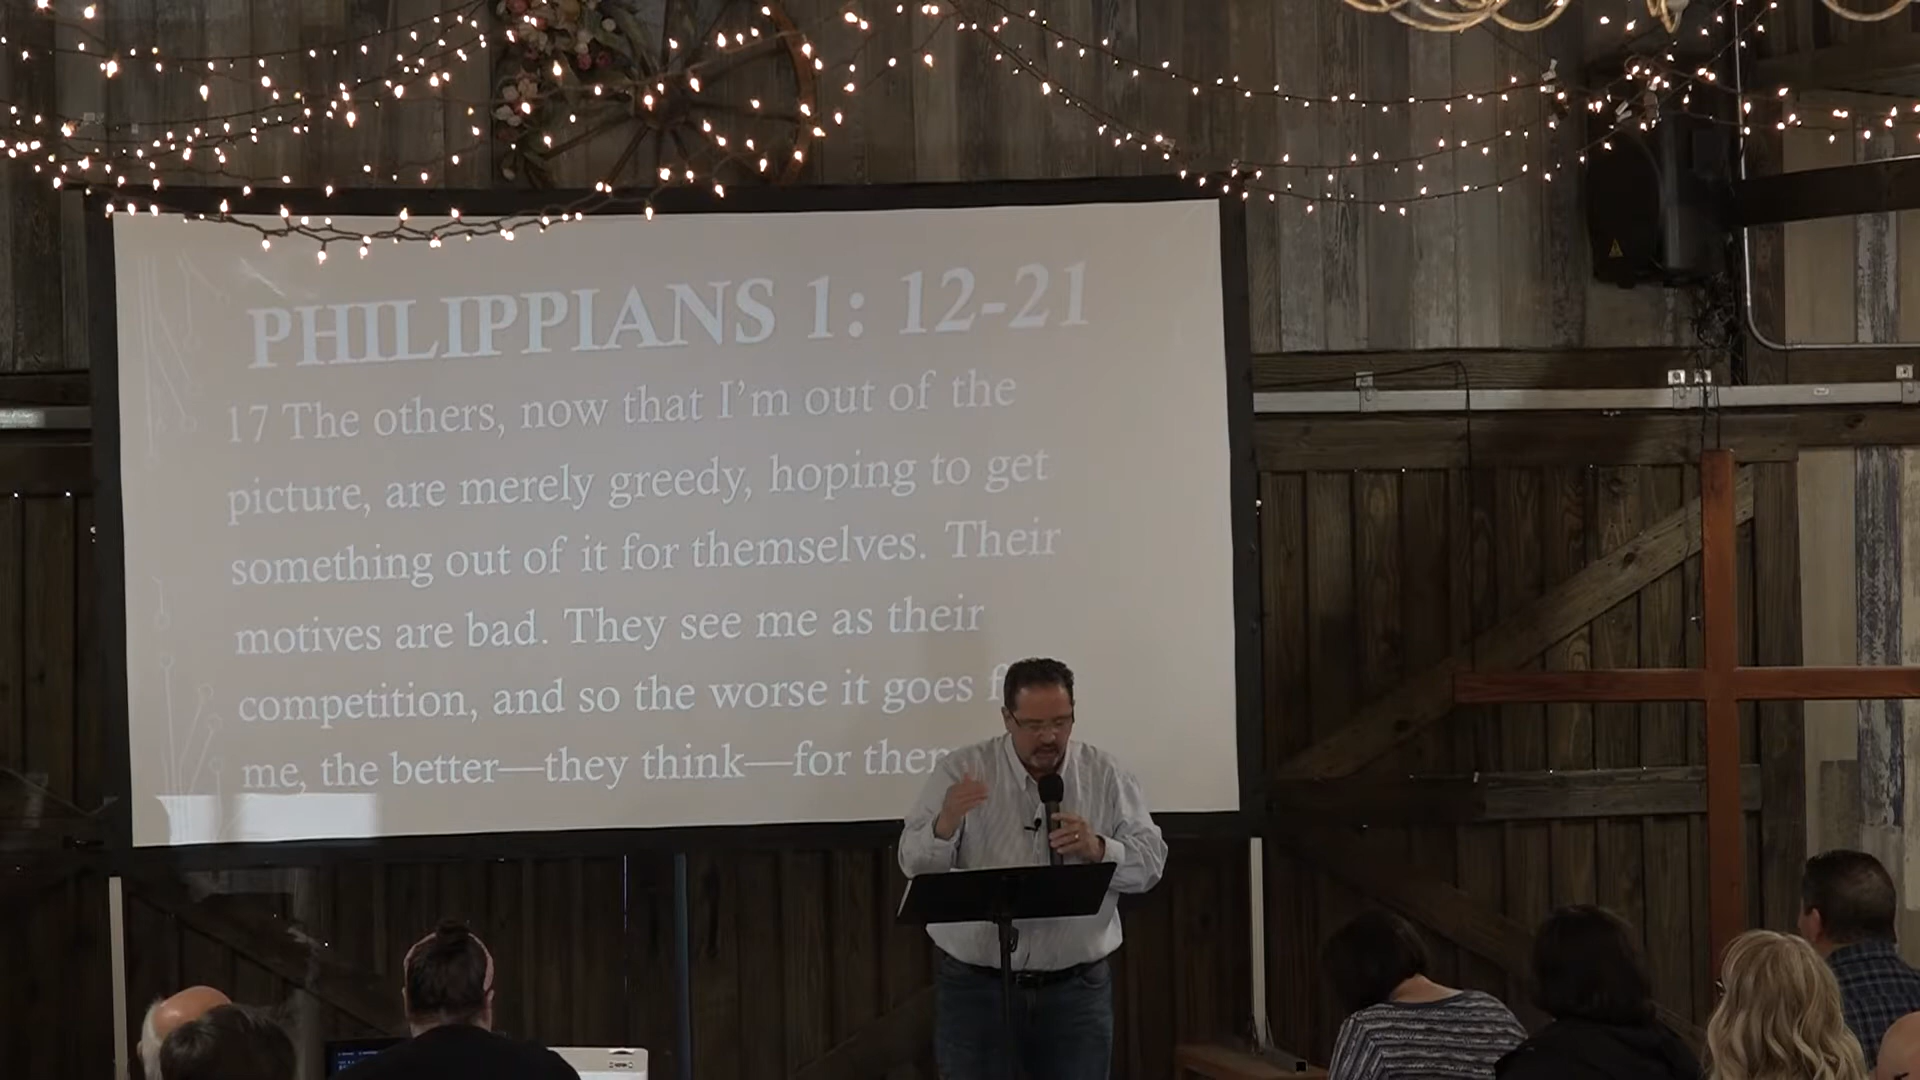 PHILIPPIANS 1: 12-21
17 The others, now that I’m out of the
picture, are merely greedy, hoping to get
something out of it for themselves. Their
motives are bad. They see me as their
competition, and so the worse it goes
me, the better—they think—for